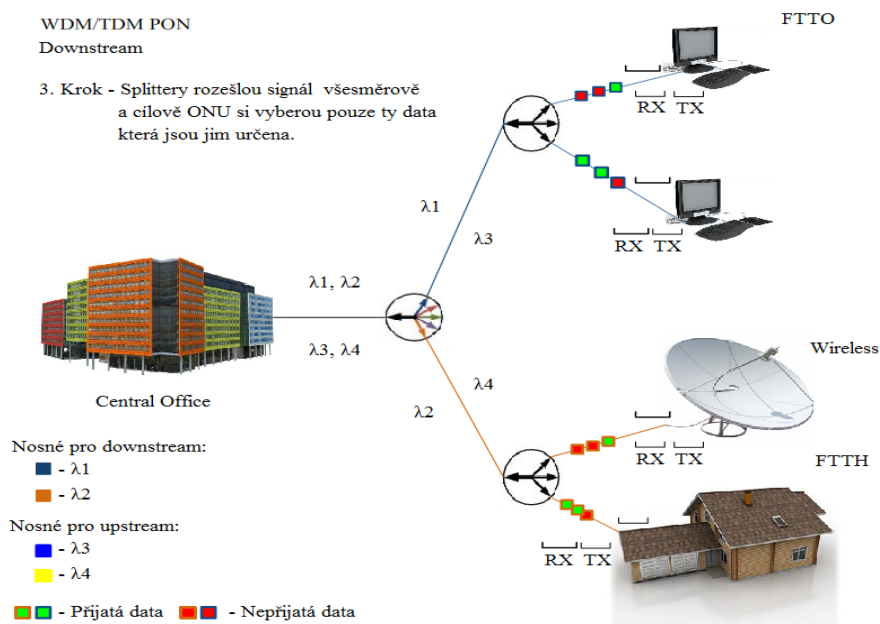 WDM/TDM PON
Downstream
3. Krok - Splittery rozešlou signál všesměrově
a cílově ONU si vyberou pouze ty data
která jsou jim určena.
FTTO
RX TX
λ1
λ3
RX TX
λ1, λ2
λ3, λ4
Central Office
Wireless
λ4
λ2
RX TX
FTTH
RX TX
Nosné pro downstream:
- λ1
- λ2
Nosné pro upstream:
- λ3
- λ4
- Přijatá data
- Nepřijatá data